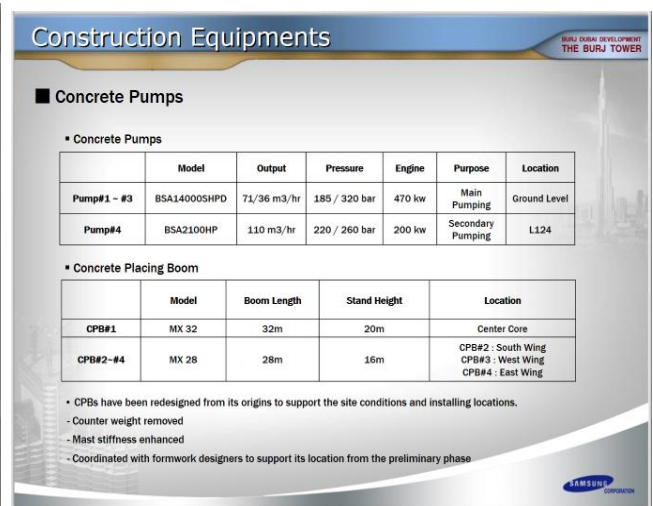 Construction Equipments
BURJ DUBAI DEVELOPMENT
THE BURJ TOWER
■ Concrete Pumps
▪ Concrete Pumps
Model Output Pressure Engine Purpose Location
Pump#1 ~ #3 BSA14000SHPD 71/36 m3/hr 185 / 320 bar 470 kw Main Pumping Ground Level
Pump#4 BSA2100HP 110 m3/hr 220 / 260 bar 200 kw Secondary Pumping L124
▪ Concrete Placing Boom
Model Boom Length Stand Height Location
CPB#1 MX 32 32m 20m Center Core
CPB#2~#4 MX 28 28m 16m CPB#2 : South Wing
CPB#3 : West Wing
CPB#4 : East Wing
• CPBs have been redesigned from its origins to support the site conditions and installing locations.
- Counter weight removed
- Mast stiffness enhanced
- Coordinated with formwork designers to support its location from the preliminary phase
SAMSUNG
CORPORATION